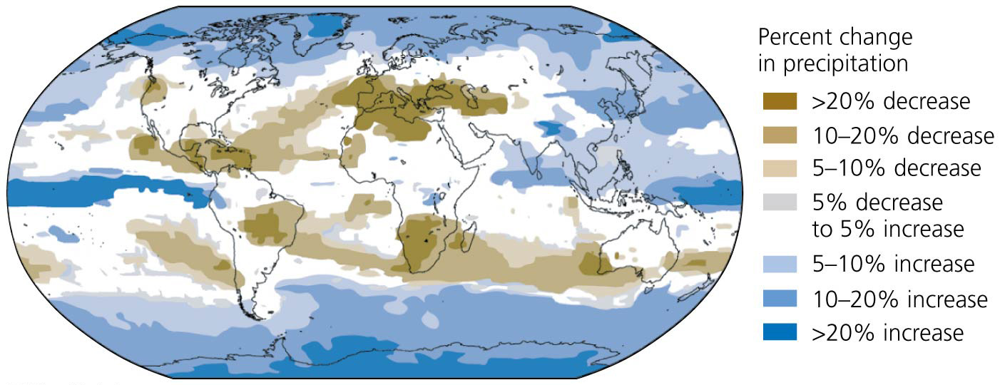 Percent change
in precipitation
>20% decrease
10–20% decrease
5–10% decrease
5% decrease
to 5% increase
5–10% increase
10–20% increase
>20% increase